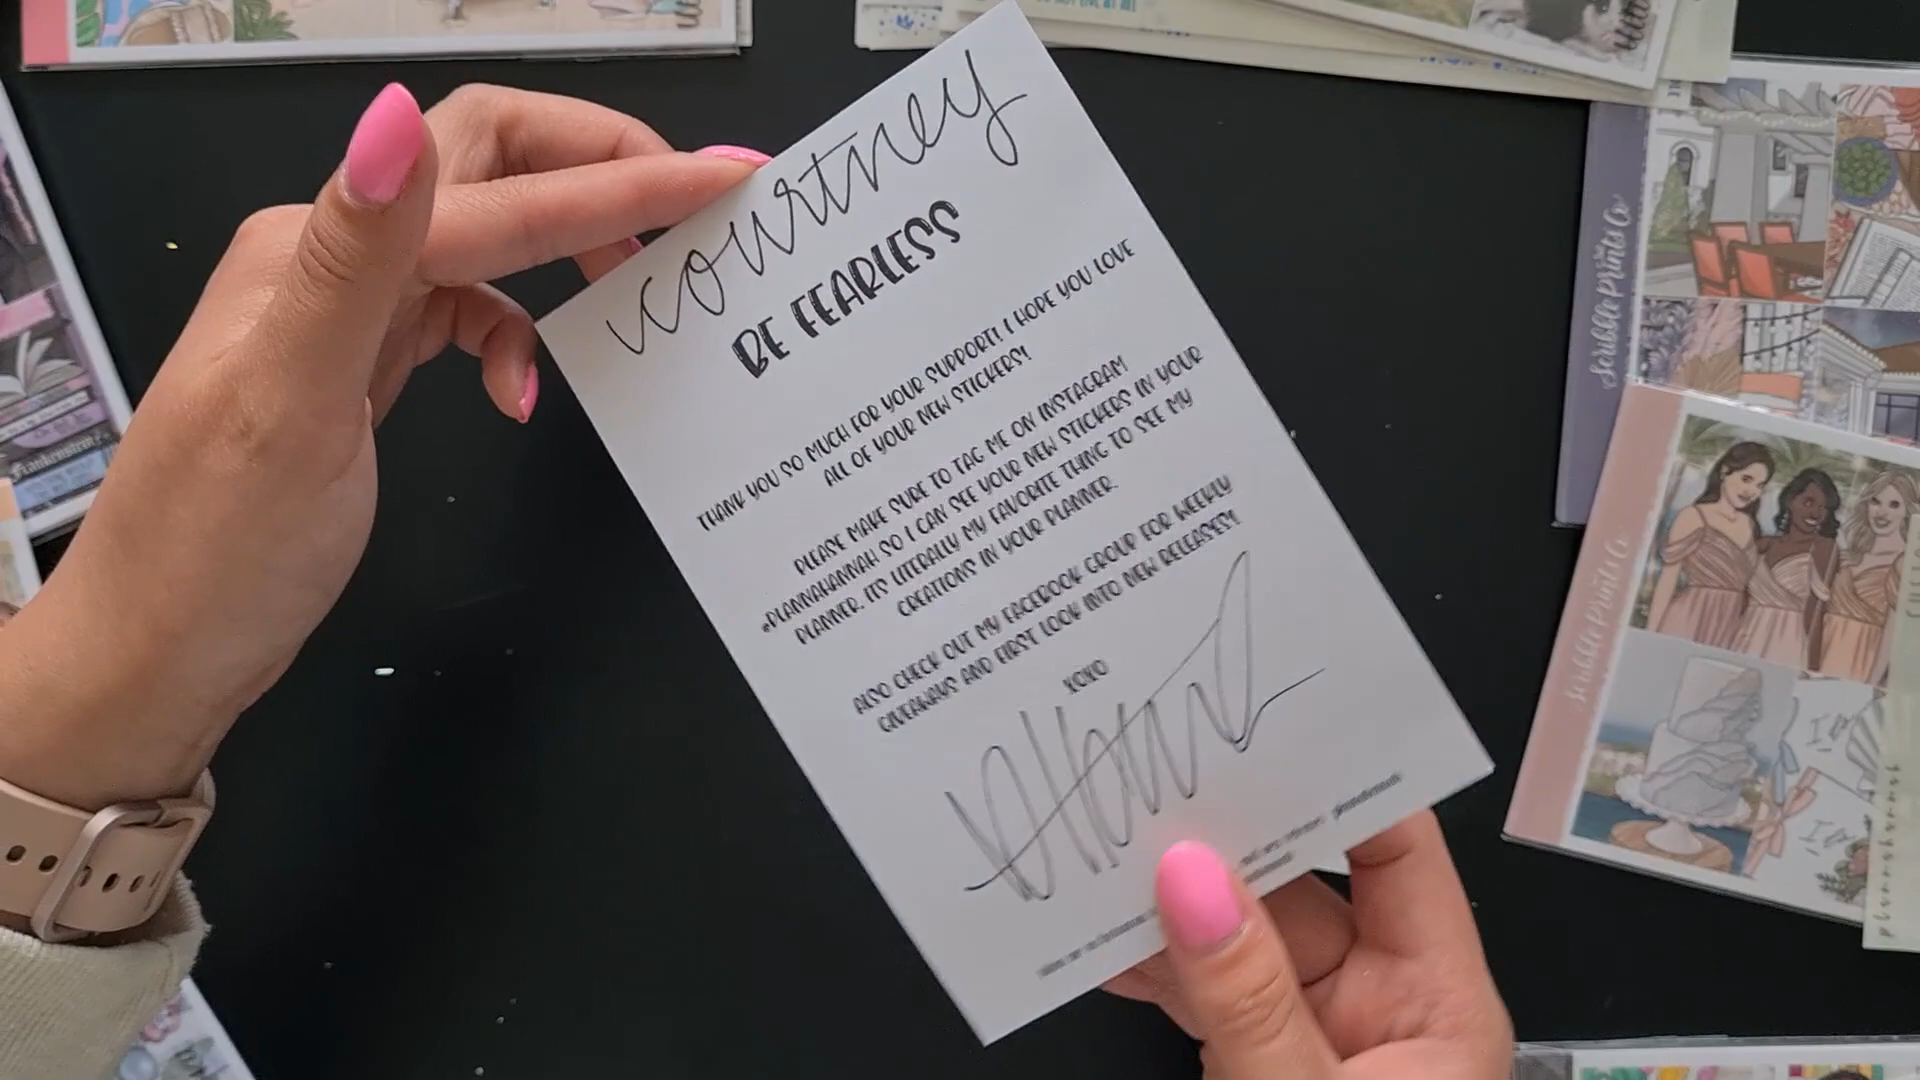 courtney
BE FEARLESS
THANK YOU SO MUCH FOR YOUR SUPPORT! I HOPE YOU LOVE
ALL OF YOUR NEW STICKERS!
PLEASE MAKE SURE TO TAG ME ON INSTAGRAM
@PLANNAHANNAH SO I CAN SEE YOUR NEW STICKERS IN YOUR
PLANNER. ITS LITERALLY MY FAVORITE THING TO SEE MY
CREATIONS IN YOUR PLANNER.
ALSO CHECK OUT MY FACEBOOK GROUP FOR WEEKLY
GIVEAWAYS AND FIRST LOOK INTO NEW RELEASES!
XOXO
Scribble Prints Co
Scribble Prints Co
Frankenstein